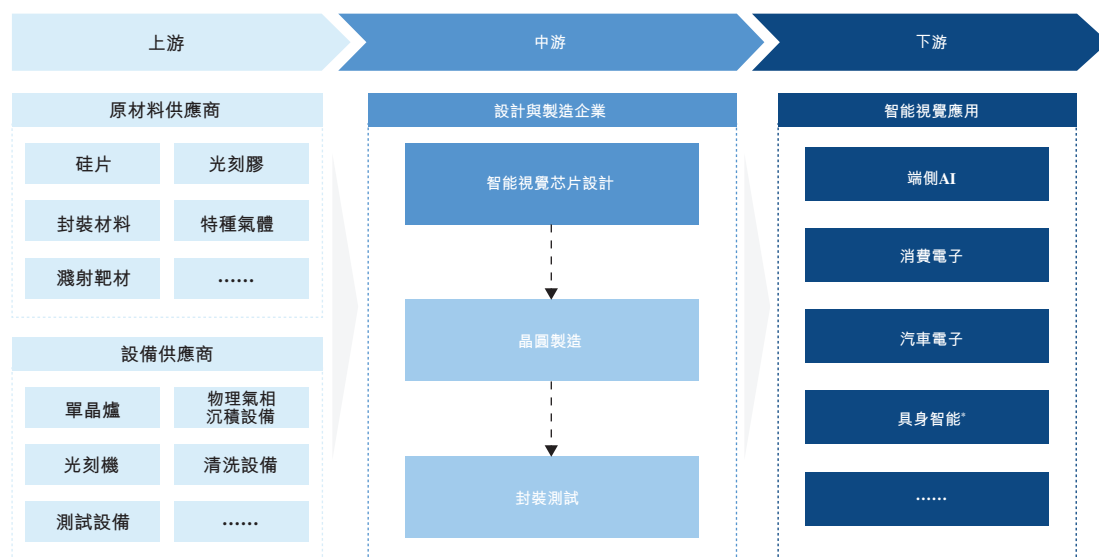 上游
中游
下游
原材料供應商
硅片
光刻膠
封裝材料
特種氣體
濺射靶材
……
設備供應商
單晶爐
物理氣相
沉積設備
光刻機
清洗設備
測試設備
……
設計與製造企業
智能視覺芯片設計
晶圓製造
封裝測試
智能視覺應用
端側AI
消費電子
汽車電子
具身智能*
……